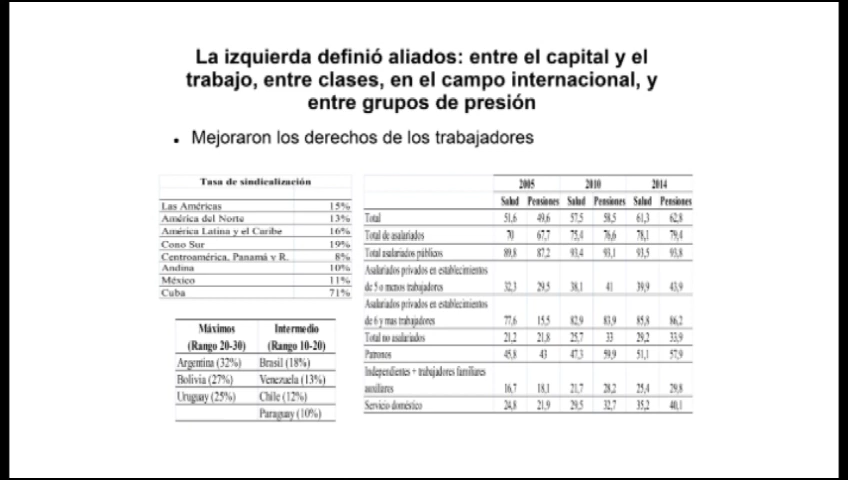 La izquierda definió aliados: entre el capital y el
trabajo, entre clases, en el campo internacional, y
entre grupos de presión
• Mejoraron los derechos de los trabajadores
Tasa de sindicalización
Las Américas 15%
América del Norte 13%
América Latina y el Caribe 16%
Cono Sur 19%
Centroamérica, Panamá y R. 8%
Andina 10%
México 11%
Cuba 71%
Máximos Intermedio
(Rango 20-30) (Rango 10-20)
Argentina (32%) Brasil (18%)
Bolivia (27%) Venezuela (13%)
Uruguay (25%) Chile (12%)
Paraguay (10%)
2005 2010 2014
Salud Pensiones Salud Pensiones Salud Pensiones
Total 51,6 49,6 57,5 58,5 61,3 62,8
Total de asalariados 70 67,7 75,4 76,6 78,1 79,4
Total asalariados públicos 89,8 87,2 93,4 93,1 93,5 93,8
Asalariados privados en establecimientos
de 5 o menos trabajadores 32,3 29,5 38,1 41 39,9 43,9
Asalariados privados en establecimientos
de 6 y mas trabajadores 77,6 15,5 82,9 83,9 85,8 86,2
Total no asalariados 21,2 21,8 25,7 33 29,2 33,9
Patronos 45,8 43 47,3 59,9 51,1 57,9
Independientes + trabajadores familiares
auxiliares 16,7 18,1 21,7 28,2 25,4 29,8
Servicio doméstico 24,8 21,9 29,5 32,7 35,2 40,1